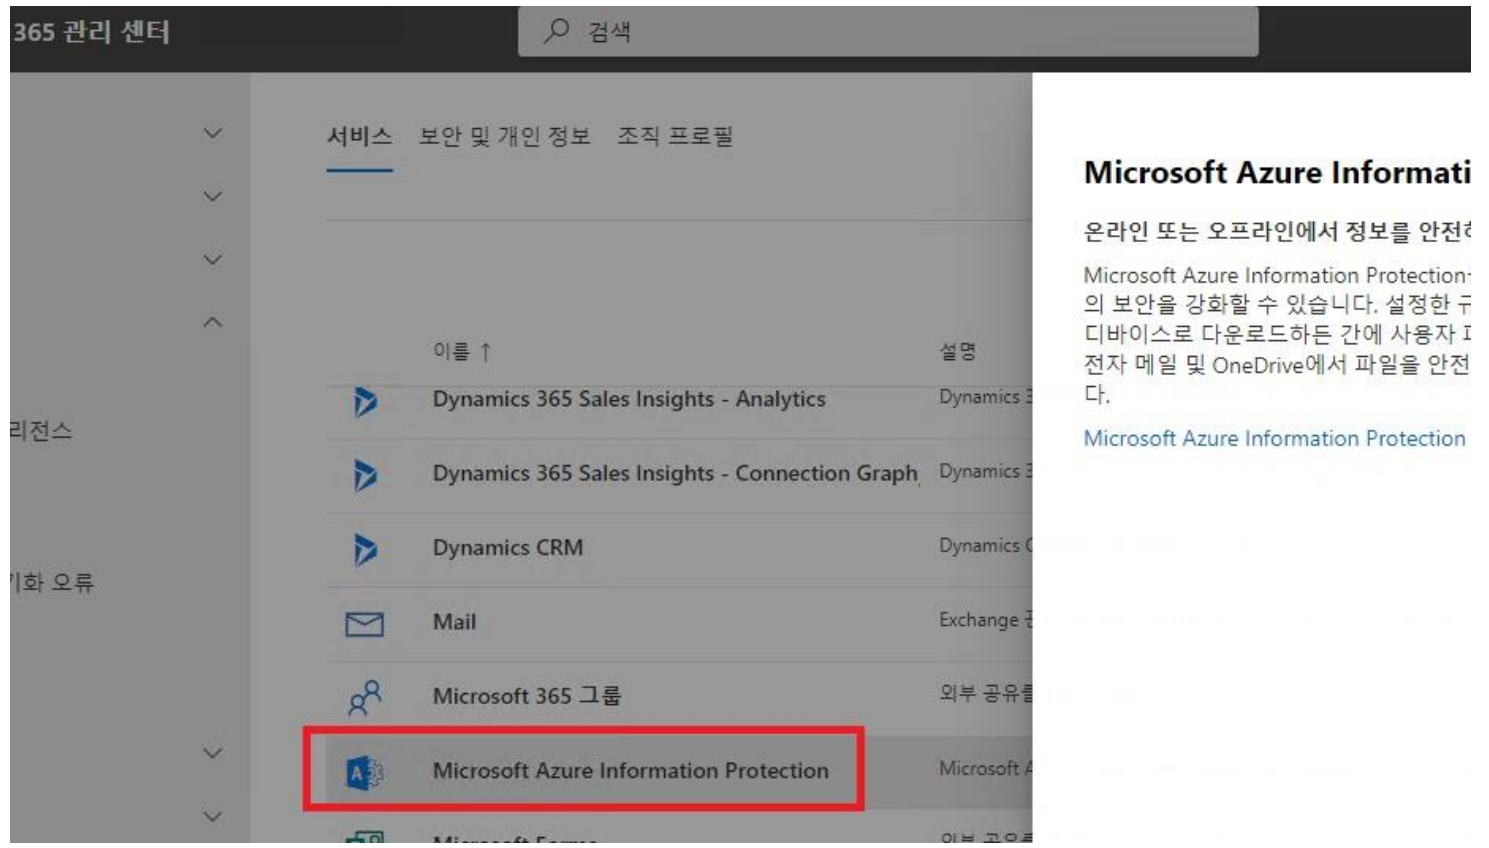 365 관리 센터
검색
서비스 보안 및 개인 정보 조직 프로필
이름 ↑ 설명
Dynamics 365 Sales Insights - Analytics Dynamics
Dynamics 365 Sales Insights - Connection Graph Dynamics
Dynamics CRM Dynamics
Mail Exchange
Microsoft 365 그룹 외부 공유를
Microsoft Azure Information Protection Microsoft
Microsoft Forms
리전스
기화 오류
Microsoft Azure Informati
온라인 또는 오프라인에서 정보를
Microsoft Azure Information Protection
의 보안을 강화할 수 있습니다. 설정한
디바이스로 다운로드하든 간에 사용자
전자 메일 및 OneDrive에서 파일을 안전
다.
Microsoft Azure Information Protection